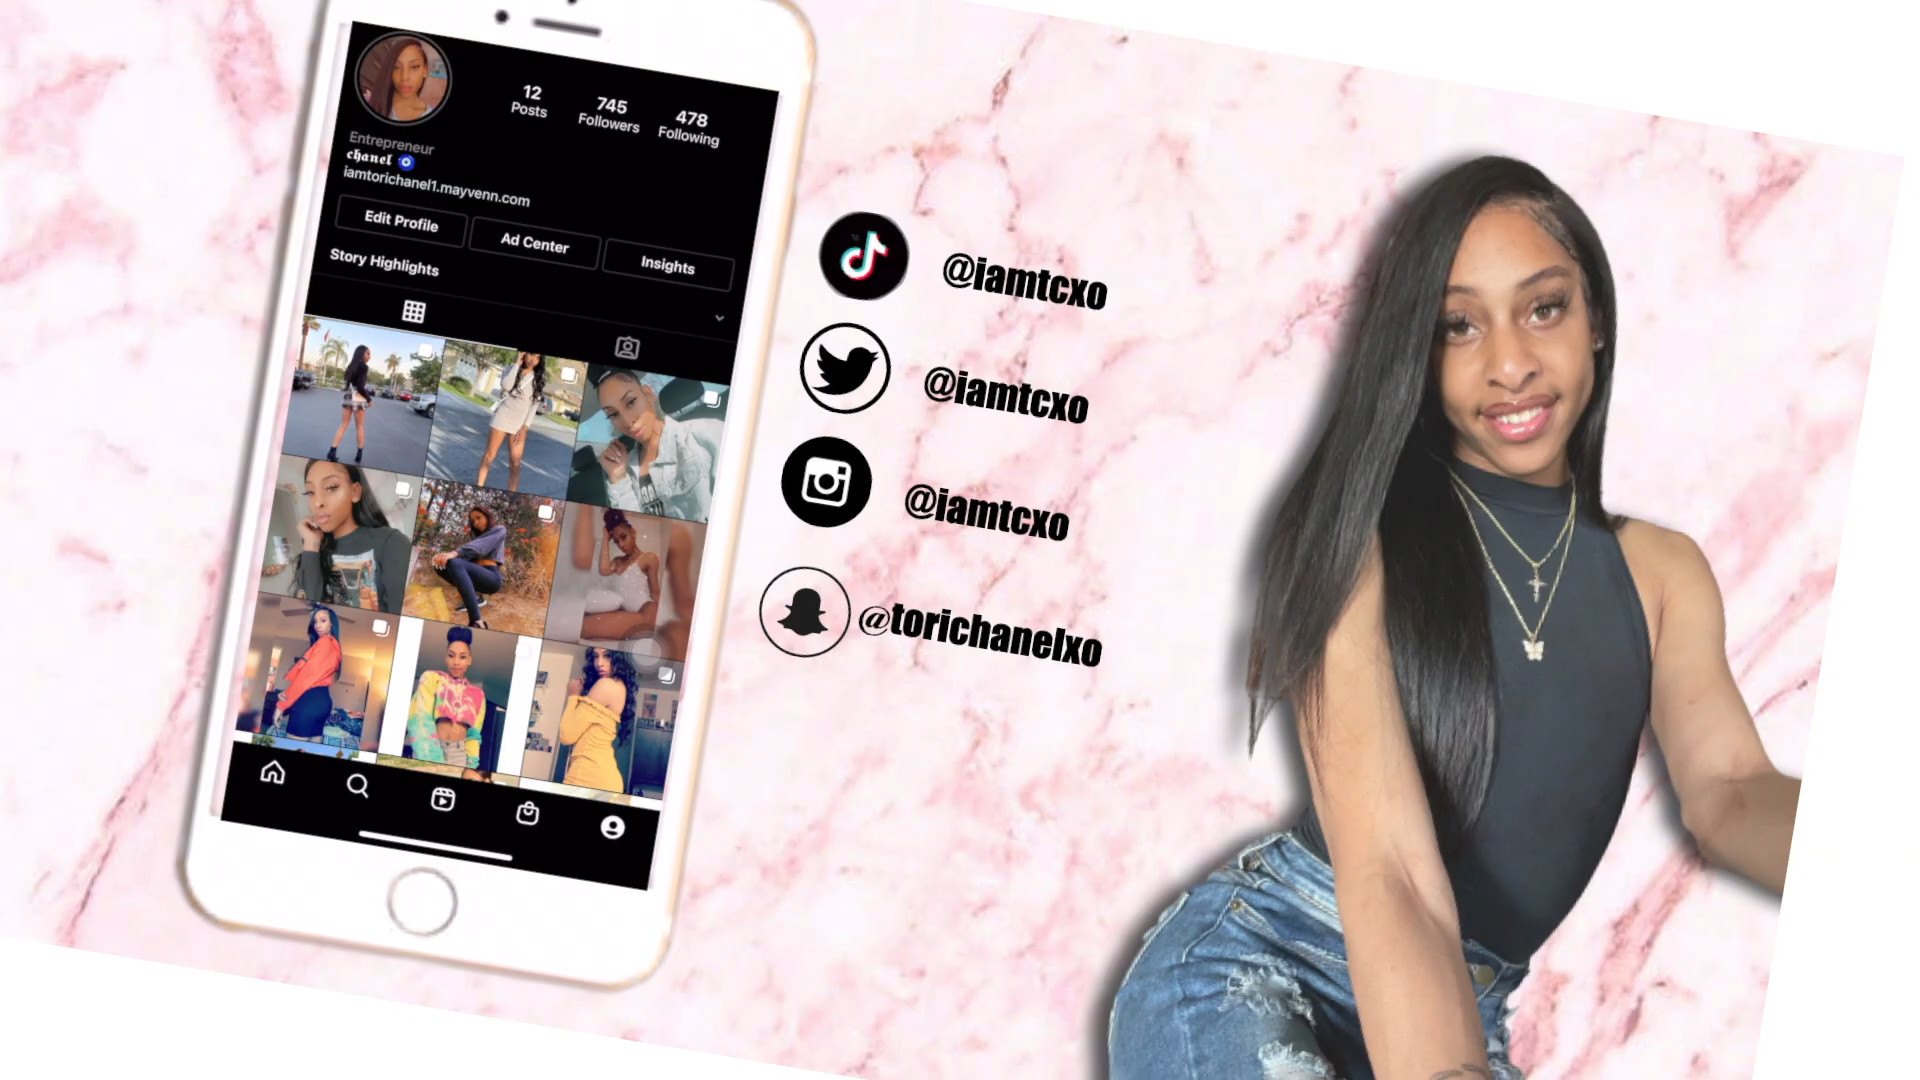 12
Posts
745
Followers
478
Following
Entrepreneur
chanel
iamtorichanel1.mayvenn.com
Edit Profile
Ad Center
Insights
Story Highlights
@iamtcxo
@iamtcxo
@iamtcxo
@torichanelxo